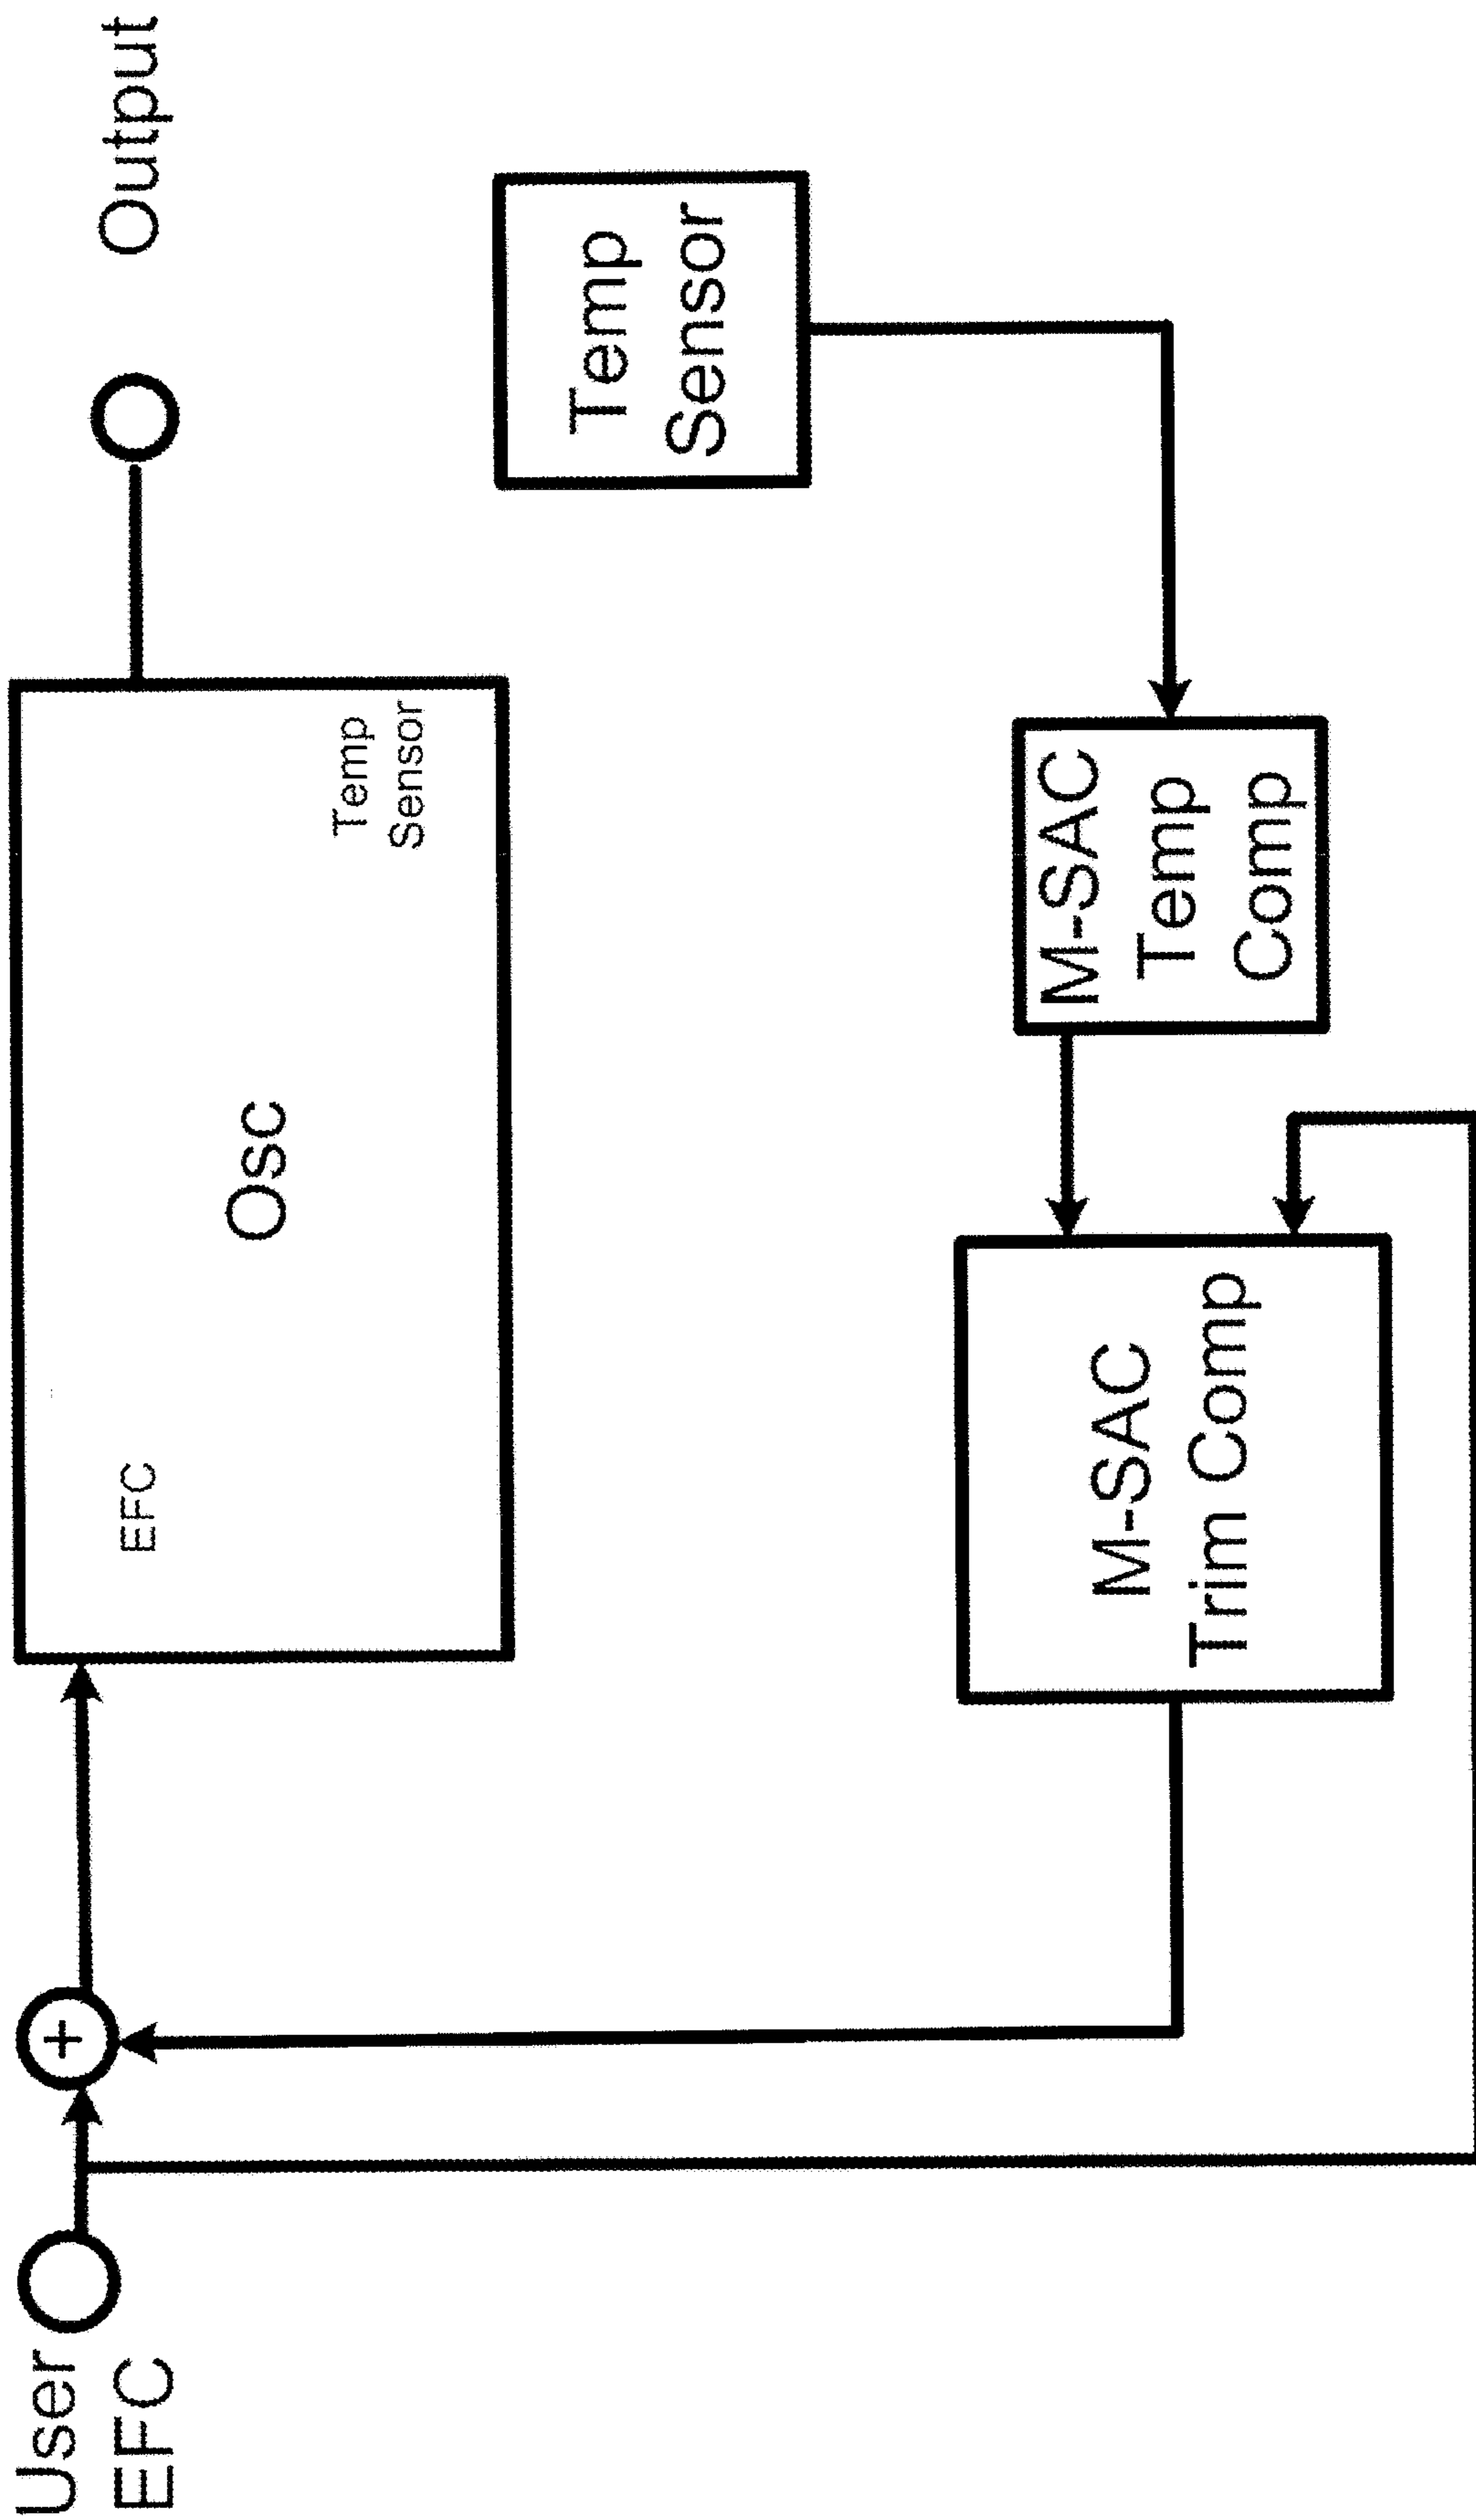 User
EFC
EFC
Osc
Temp
Sensor
Output
Temp
Sensor
M-SAC
Trim Comp
M-SAC
Temp
Comp
+